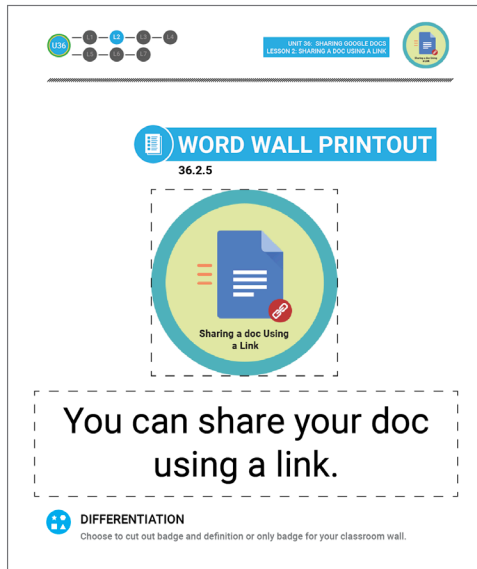 U36
L1
L2
L3
L4
L5
L6
L7
UNIT 36: SHARING GOOGLE DOCS
LESSON 2: SHARING A DOC USING A LINK
WORD WALL PRINTOUT
36.2.5
Sharing a doc Using
a Link
You can share your doc
using a link.
DIFFERENTIATION
Choose to cut out badge and definition or only badge for your classroom wall.